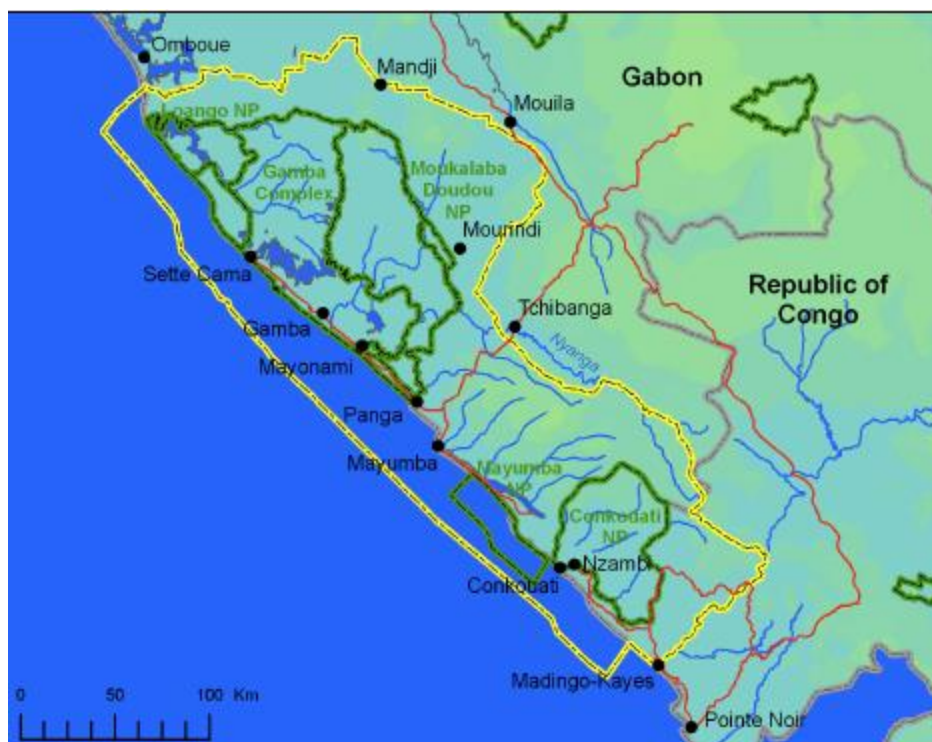 Omboue
Mandji
Gabon
Mouila
Loango NP
Gamba
Complex
Moukalaba
Doudou
NP
Mourindi
Sette Cama
Republic of
Congo
Gamba
Tchibanga
Mayonami
Nyanga
Panga
Mayumba
Mayumba
NP
Conkouati
NP
Conkouati
Nzambi
Madingo-Kayes
0 50 100 Km
Pointe Noir